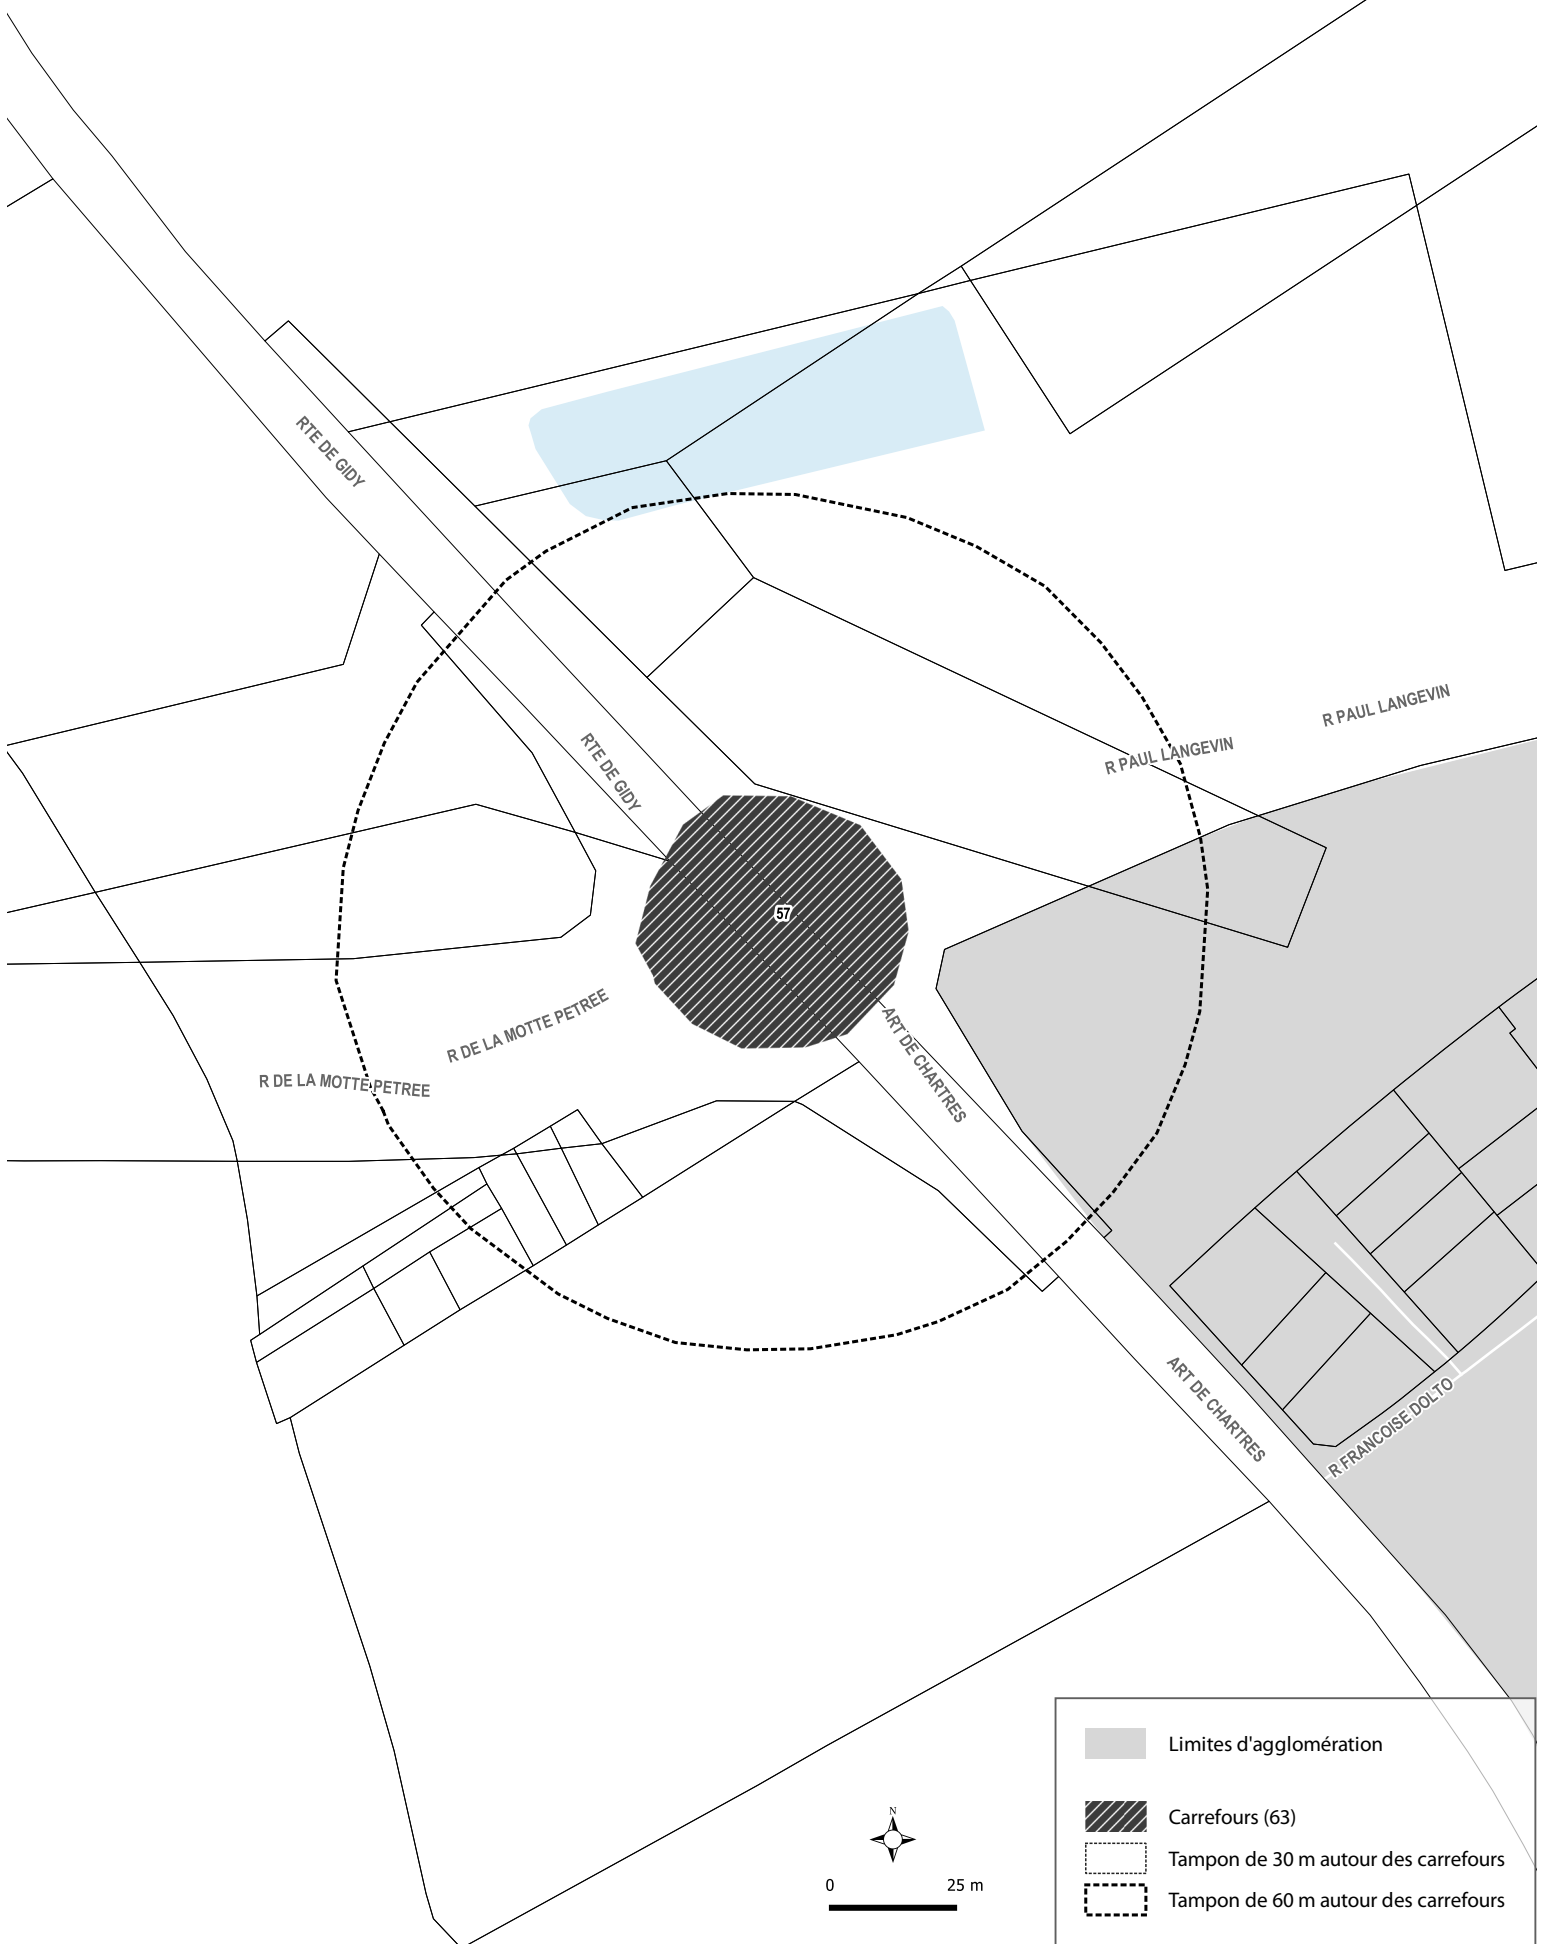 RTE DE GIDY
R PAUL LANGEVIN
R PAUL LANGEVIN
RTE DE GIDY
57
R DE LA MOTTE PETREE
R DE LA MOTTE PETREE
ART DE CHARTRES
ART DE CHARTRES
R FRANCOISE DOLTO
N
0 25 m
Limites d'agglomération
Carrefours (63)
Tampon de 30 m autour des carrefours
Tampon de 60 m autour des carrefours